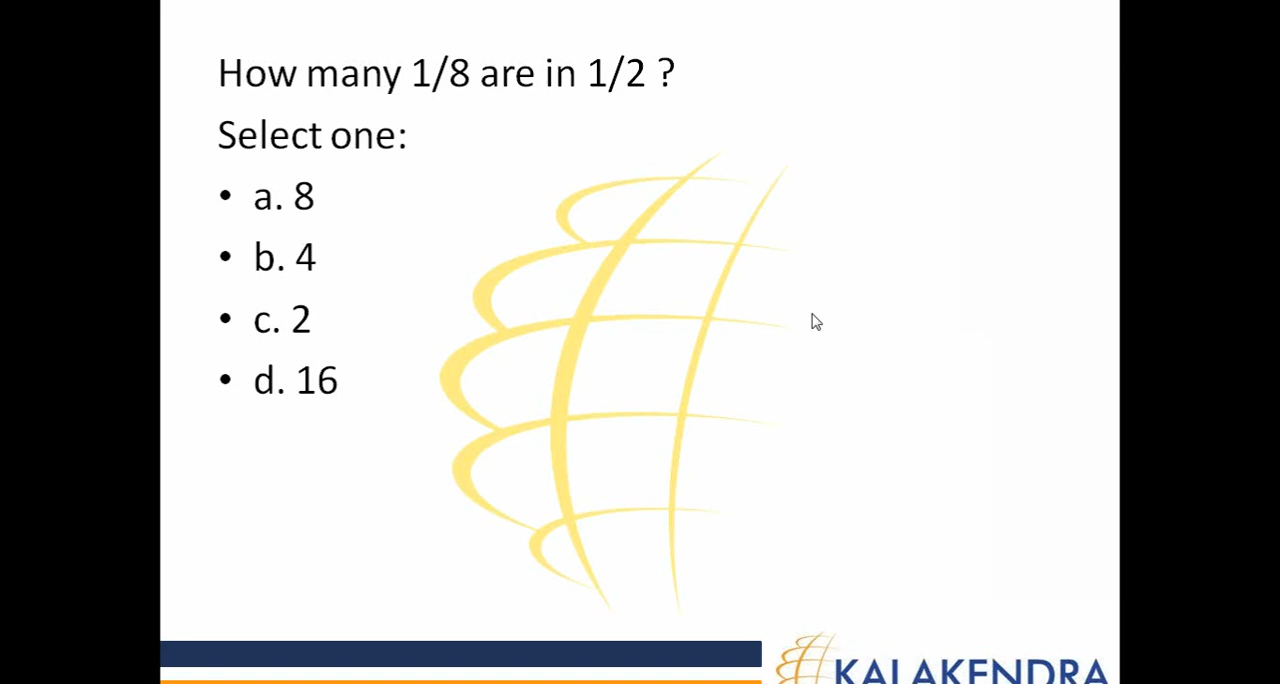 How many 1/8 are in 1/2 ?
Select one:
• a. 8
• b. 4
• c. 2
• d. 16
KALAKENDRA